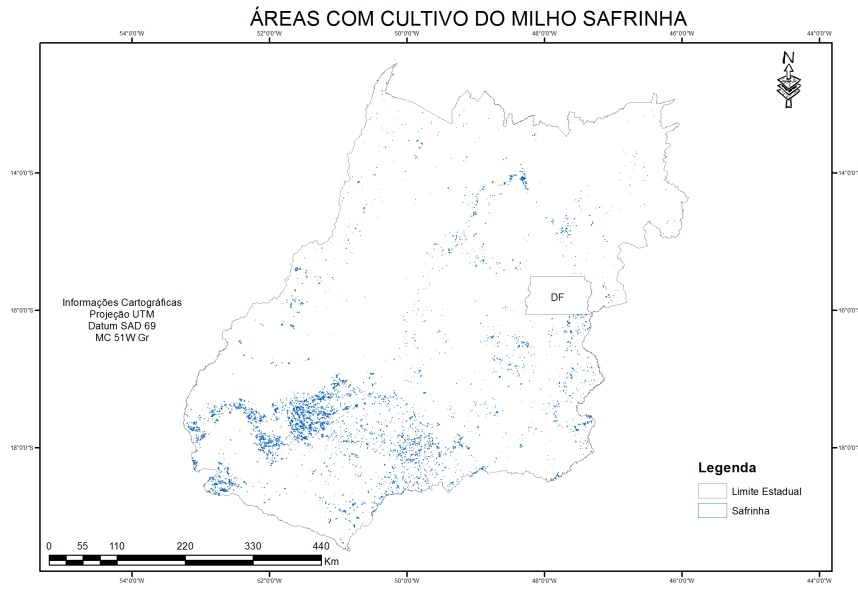 ÁREAS COM CULTIVO DO MILHO SAFRINHA
54°0'0"W 52°0'0"W 50°0'0"W 48°0'0"W 46°0'0"W 44°0'0"W
N
14°0'0"S 14°0'0"S
DF
Informações Cartográficas
Projeção UTM
Datum SAD 69
MC 51W Gr
16°0'0"S 16°0'0"S
18°0'0"S 18°0'0"S
Legenda
Limite Estadual
Safrinha
0 55 110 220 330 440
Km
54°0'0"W 52°0'0"W 50°0'0"W 48°0'0"W 46°0'0"W 44°0'0"W